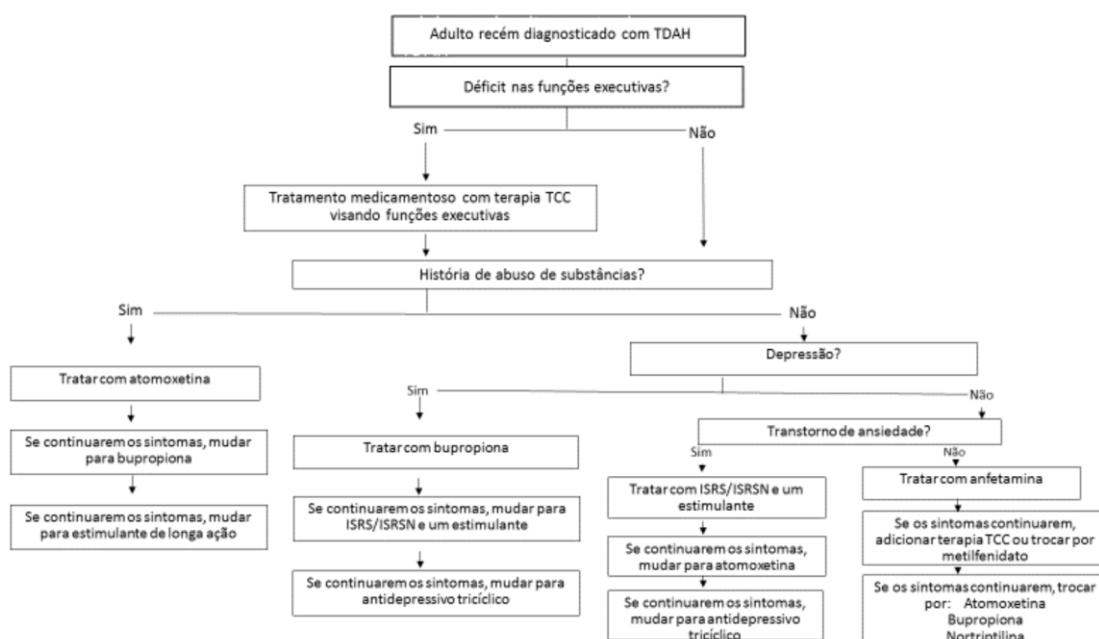 Adulto recém diagnosticado com TDAH
Déficit nas funções executivas?
Sim
Não
Tratamento medicamentoso com terapia TCC
visando funções executivas
História de abuso de substâncias?
Sim
Não
Depressão?
Tratar com atomoxetina
Sim
Não
Se continuarem os sintomas, mudar
para bupropiona
Tratar com bupropiona
Transtorno de ansiedade?
Sim
Não
Se continuarem os sintomas, mudar
para estimulante de longa ação
Se continuarem os sintomas, mudar para
ISRS/ISRSN e um estimulante
Tratar com ISRS/ISRSN e um
estimulante
Tratar com anfetamina
Se continuarem os sintomas, mudar para
antidepressivo tricíclico
Se continuarem os sintomas,
mudar para atomoxetina
Se os sintomas continuarem,
adicionar terapia TCC ou trocar por
metilfenidato
Se continuarem os sintomas,
mudar para antidepressivo
tricíclico
Se os sintomas continuarem, trocar
por: Atomoxetina
Bupropiona
Nortriptilina